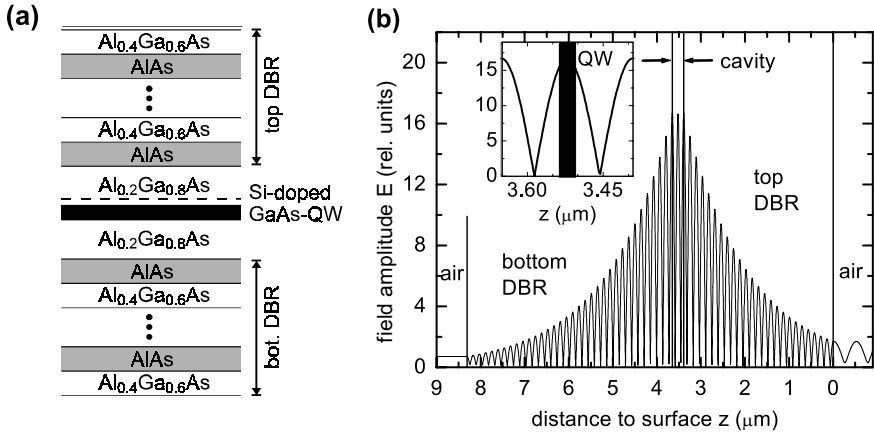 (a)
Al0.4Ga0.6As
AlAs
Al0.4Ga0.6As
AlAs
top DBR
Al0.2Ga0.8As
Si-doped
GaAs-QW
Al0.2Ga0.8As
AlAs
Al0.4Ga0.6As
AlAs
Al0.4Ga0.6As
bot. DBR
(b)
field amplitude E (rel. units)
20
16
12
8
4
0
15
10
5
0
QW
3.60 3.45
z (μm)
cavity
top
DBR
bottom
DBR
air
air
9 8 7 6 5 4 3 2 1 0
distance to surface z (μm)